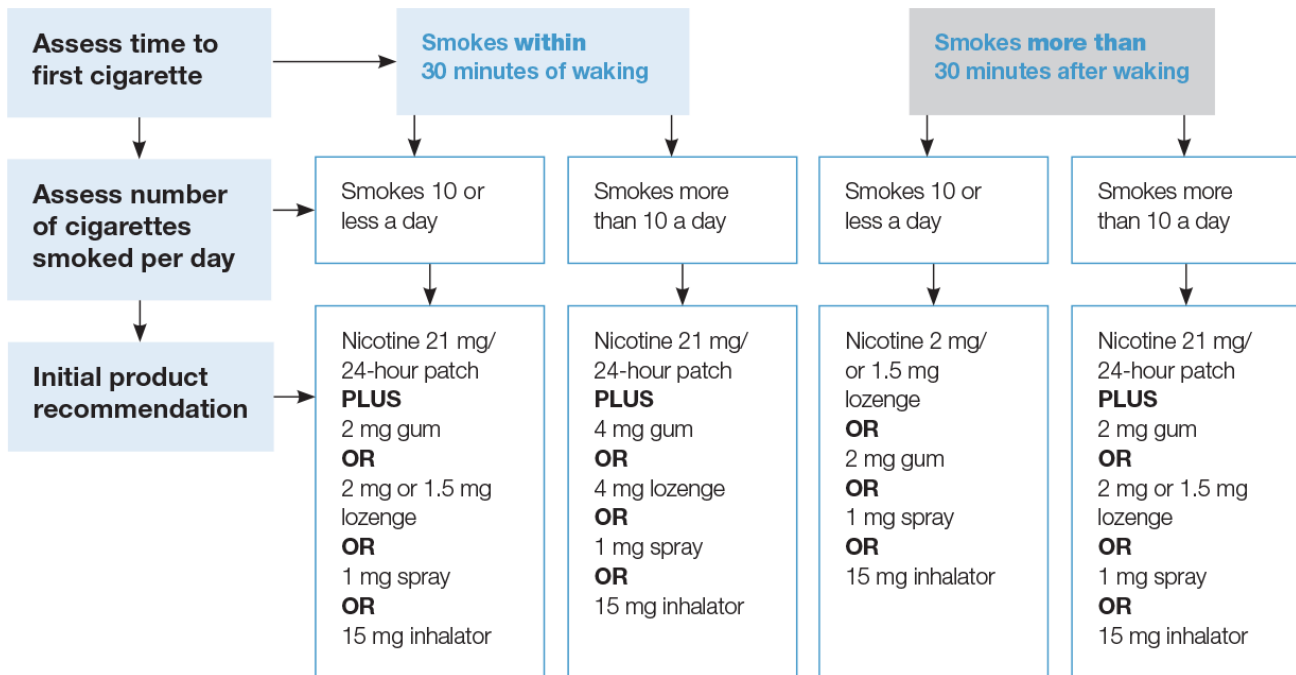 Assess time to
first cigarette
Smokes within
30 minutes of waking
Smokes more than
30 minutes after waking
Assess number
of cigarettes
smoked per day
Smokes 10 or
less a day
Smokes more
than 10 a day
Smokes 10 or
less a day
Smokes more
than 10 a day
Initial product
recommendation
Nicotine 21 mg/
24-hour patch
PLUS
2 mg gum
OR
2 mg or 1.5 mg
lozenge
OR
1 mg spray
OR
15 mg inhalator
Nicotine 21 mg/
24-hour patch
PLUS
4 mg gum
OR
4 mg lozenge
OR
1 mg spray
OR
15 mg inhalator
Nicotine 2 mg/
or 1.5 mg
lozenge
OR
2 mg gum
OR
1 mg spray
OR
15 mg inhalator
Nicotine 21 mg/
24-hour patch
PLUS
2 mg gum
OR
2 mg or 1.5 mg
lozenge
OR
1 mg spray
OR
15 mg inhalator